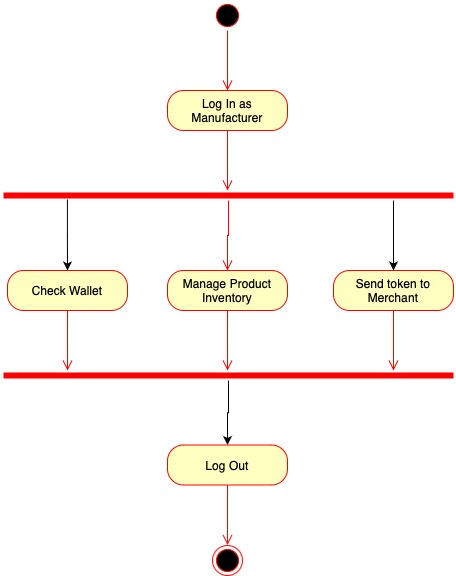 Log In as
Manufacturer
Check Wallet
Manage Product
Inventory
Send token to
Merchant
Log Out